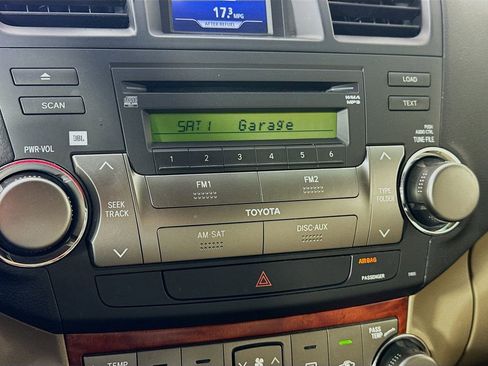 17.3 MPG
AFTER REFUEL
LOAD
WMA
MP3
SCAN
TEXT
SAT1 Garage
JBL
PUSH
AUDIO CTRL
PWR·VOL
TUNE·FILE
1 2 3 4 5 6
FM1
FM2
SEEK
TRACK
TYPE
FOLDER
TOYOTA
AM·SAT
DISC·AUX
AIRBAG
PASSENGER
PASS
TEMP
TEMP